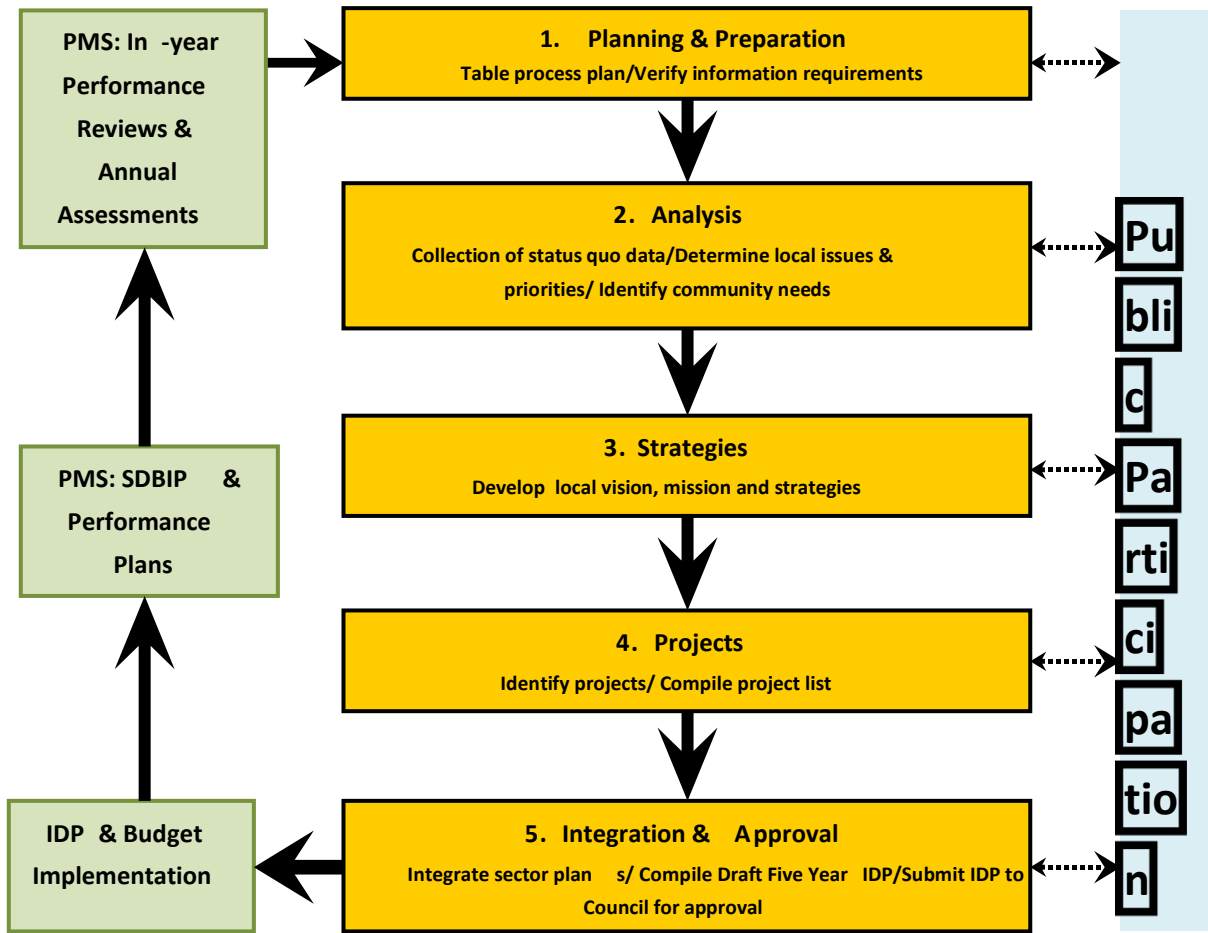 PMS: In -year
Performance
Reviews &
Annual
Assessments
1. Planning & Preparation
Table process plan/Verify information requirements
2. Analysis
Collection of status quo data/Determine local issues &
priorities/ Identify community needs
3. Strategies
Develop local vision, mission and strategies
PMS: SDBIP &
Performance
Plans
4. Projects
Identify projects/ Compile project list
5. Integration & Approval
Integrate sector plan s/ Compile Draft Five Year IDP/Submit IDP to
Council for approval
IDP & Budget
Implementation
Pu
bli
c
Pa
rti
ci
pa
tio
n